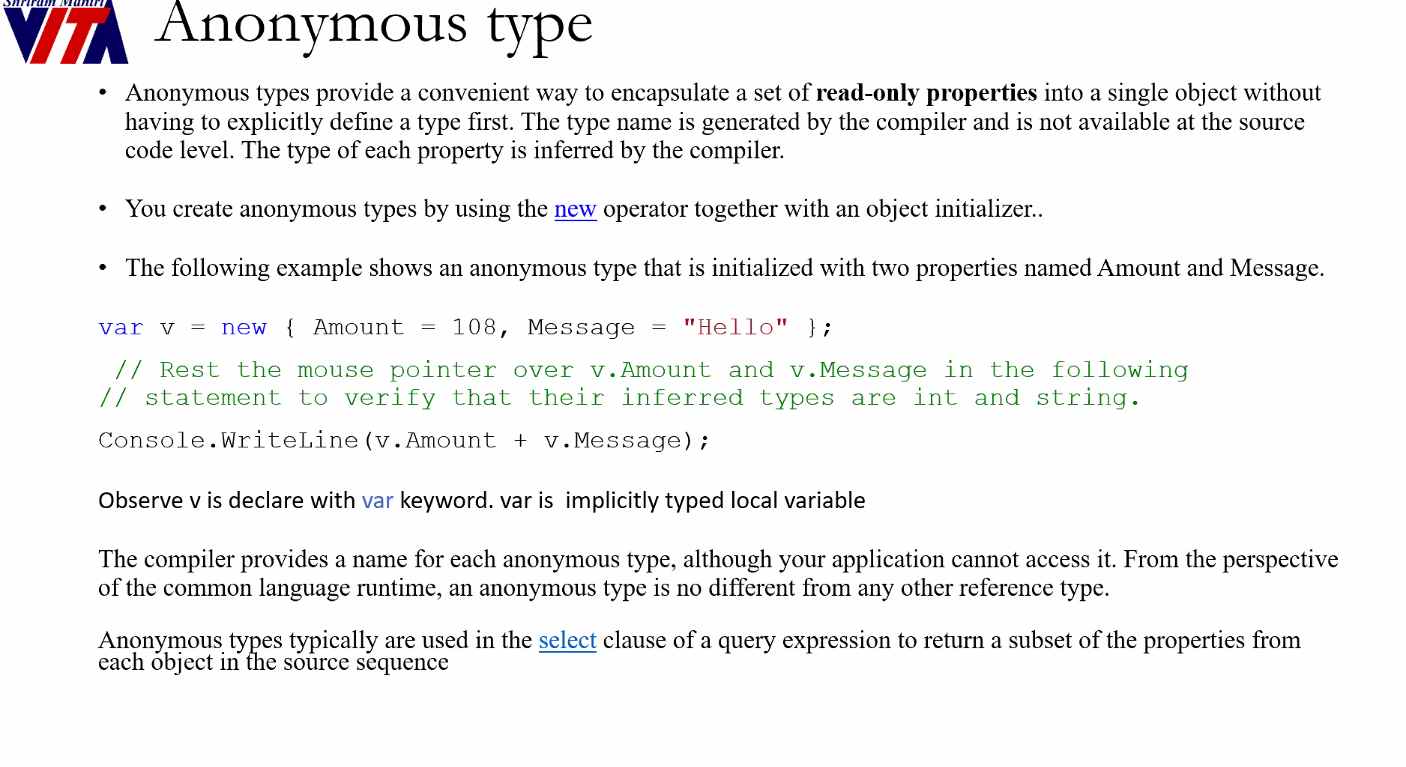 Shriram Mantri
VITA
Anonymous type
• Anonymous types provide a convenient way to encapsulate a set of read-only properties into a single object without
having to explicitly define a type first. The type name is generated by the compiler and is not available at the source
code level. The type of each property is inferred by the compiler.
• You create anonymous types by using the new operator together with an object initializer..
• The following example shows an anonymous type that is initialized with two properties named Amount and Message.
var v = new { Amount = 108, Message = "Hello" };
// Rest the mouse pointer over v.Amount and v.Message in the following
// statement to verify that their inferred types are int and string.
Console.WriteLine(v.Amount + v.Message);
Observe v is declare with var keyword. var is  implicitly typed local variable
The compiler provides a name for each anonymous type, although your application cannot access it. From the perspective
of the common language runtime, an anonymous type is no different from any other reference type.
Anonymous types typically are used in the select clause of a query expression to return a subset of the properties from
each object in the source sequence